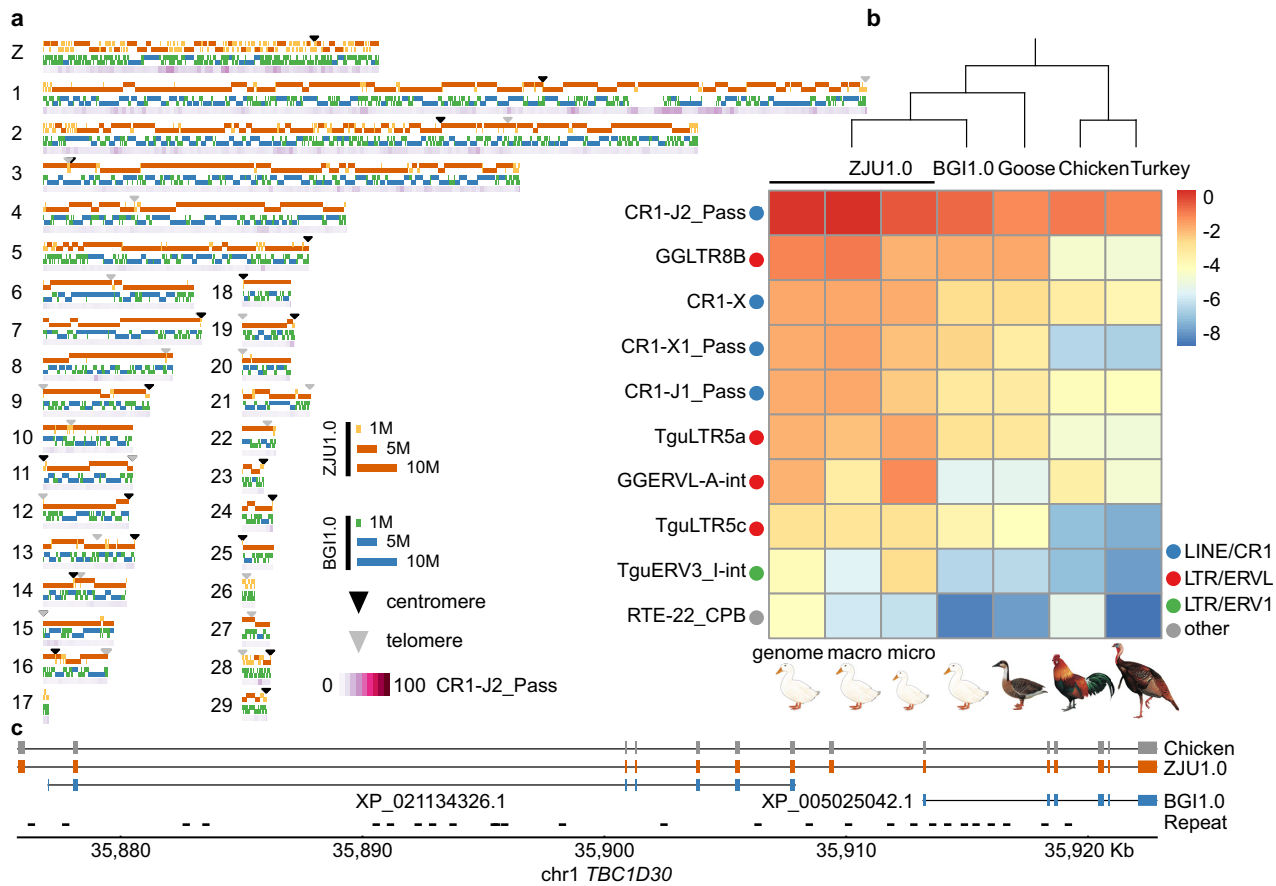 a
b
Z
1
2
3
4
5
6
18
7
19
8
20
9
21
10
22
11
23
12
24
13
25
14
26
15
27
16
28
17
29
ZJU1.0
1M
5M
10M
BGI1.0
1M
5M
10M
centromere
telomere
0 100 CR1-J2_Pass
ZJU1.0 BGI1.0 Goose Chicken Turkey
CR1-J2_Pass
GGLTR8B
CR1-X
CR1-X1_Pass
CR1-J1_Pass
TguLTR5a
GGERVL-A-int
TguLTR5c
TguERV3_I-int
RTE-22_CPB
0
-2
-4
-6
-8
LINE/CR1
LTR/ERVL
LTR/ERV1
other
genome macro micro
c
Chicken
ZJU1.0
XP_021134326.1 XP_005025042.1 BGI1.0
Repeat
35,880 35,890 35,900 35,910 35,920 Kb
chr1 TBC1D30